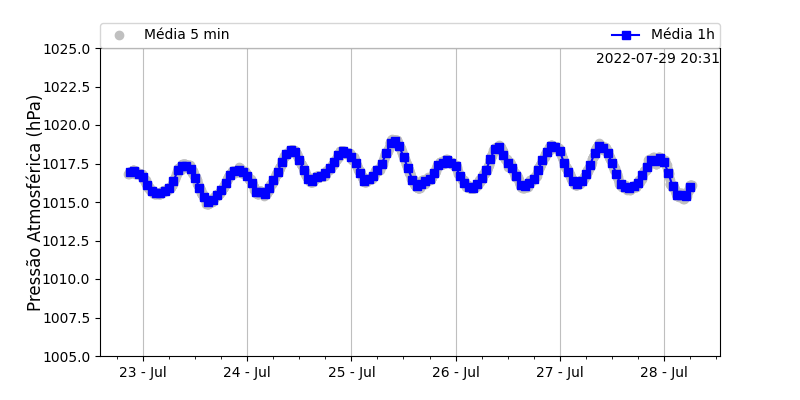 Média 5 min
Média 1h
2022-07-29 20:31
Pressão Atmosférica (hPa)
1025.0
1022.5
1020.0
1017.5
1015.0
1012.5
1010.0
1007.5
1005.0
23 - Jul
24 - Jul
25 - Jul
26 - Jul
27 - Jul
28 - Jul